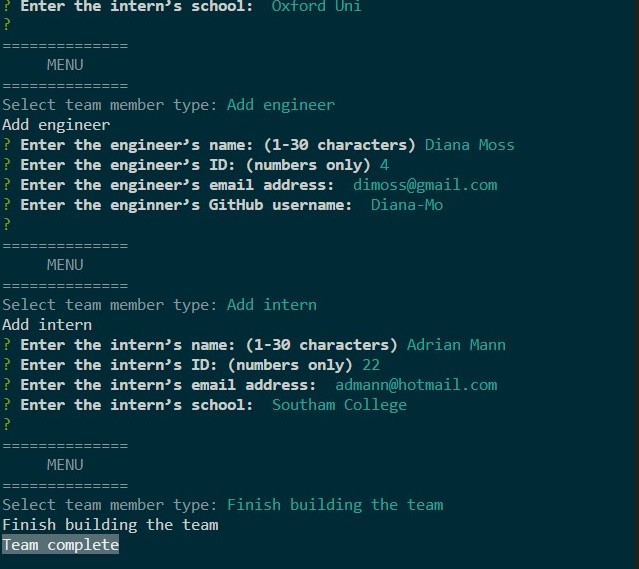 ? Enter the intern’s school:  Oxford Uni
?
==============
     MENU
==============
Select team member type: Add engineer
Add engineer
? Enter the engineer’s name: (1-30 characters) Diana Moss
? Enter the engineer’s ID: (numbers only) 4
? Enter the engineer’s email address:  dimoss@gmail.com
? Enter the enginner’s GitHub username:  Diana-Mo
?
==============
     MENU
==============
Select team member type: Add intern
Add intern
? Enter the intern’s name: (1-30 characters) Adrian Mann
? Enter the intern’s ID: (numbers only) 22
? Enter the intern’s email address:  admann@hotmail.com
? Enter the intern’s school:  Southam College
?
==============
     MENU
==============
Select team member type: Finish building the team
Finish building the team
Team complete